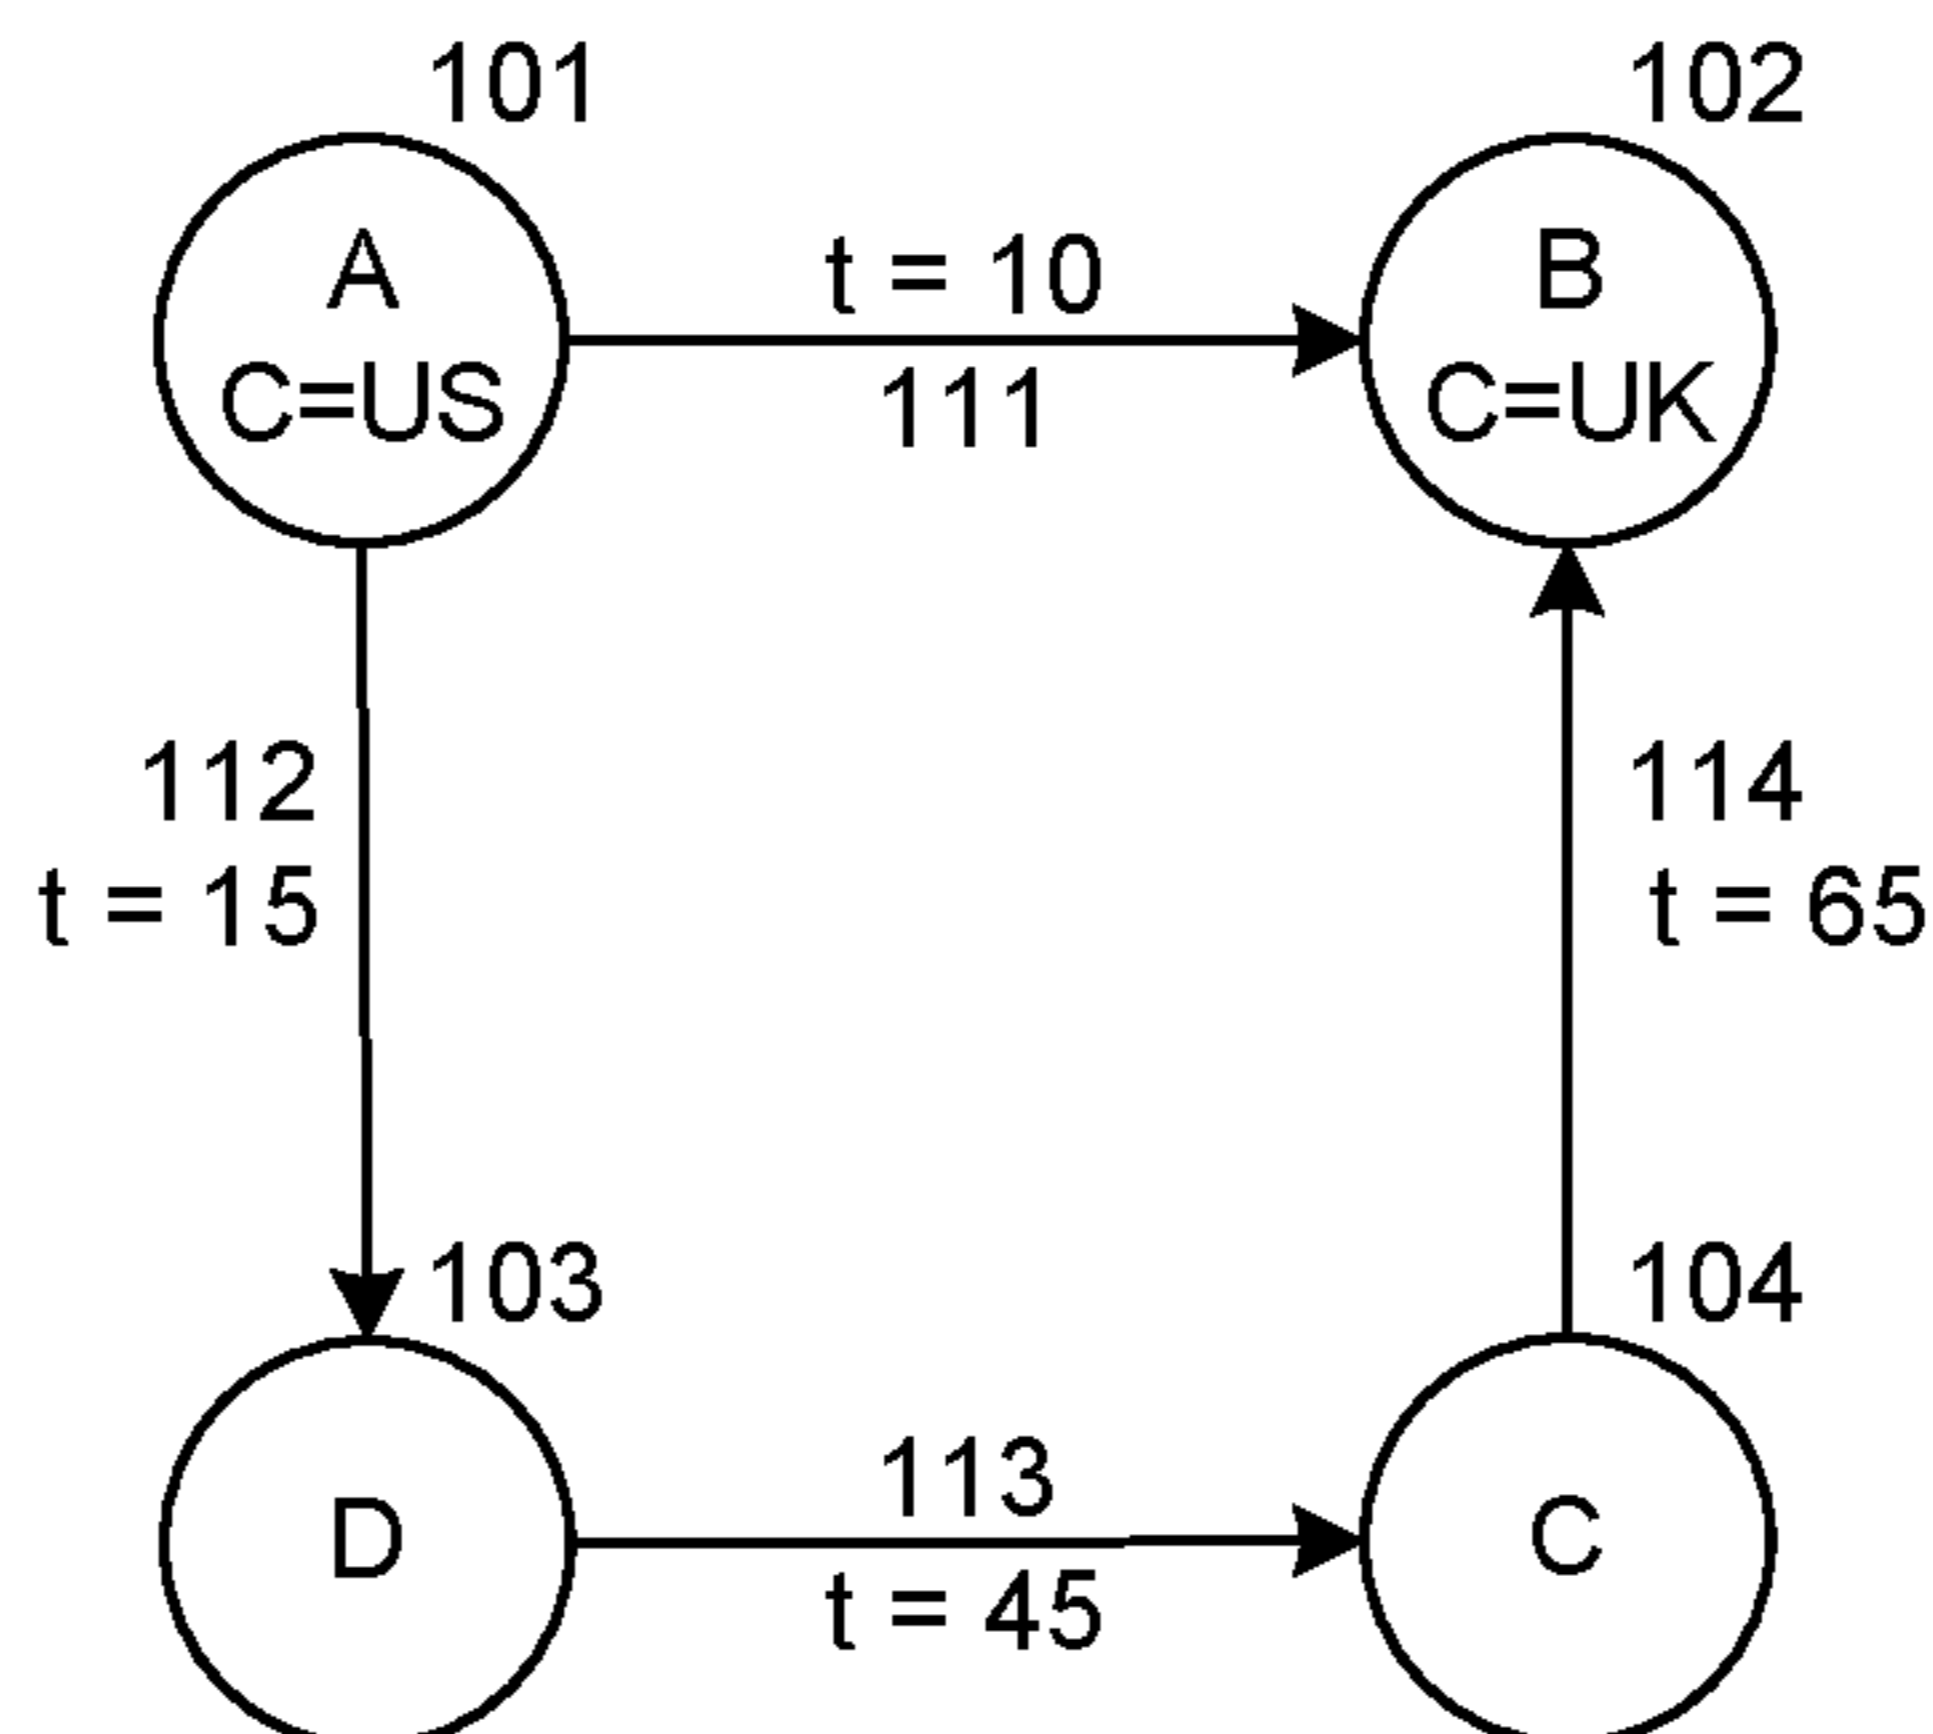 101
102
A
C=US
t = 10
111
B
C=UK
112
t = 15
114
t = 65
103
104
D
113
t = 45
C